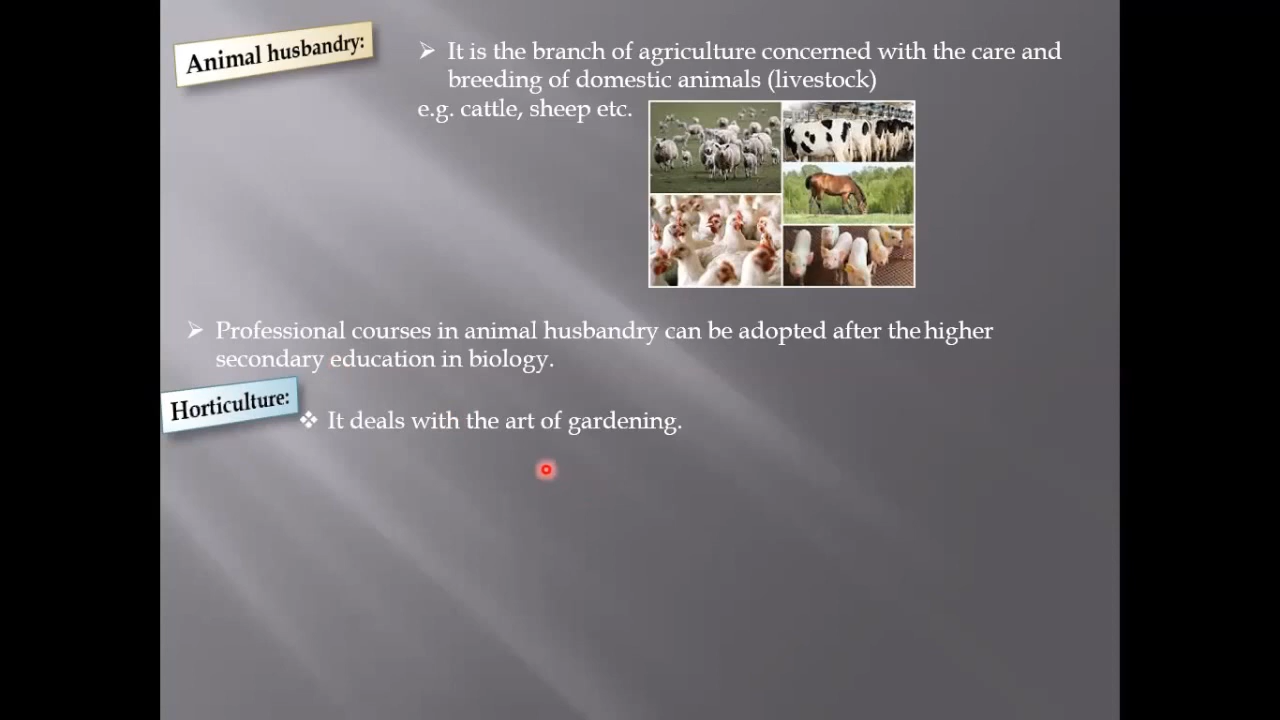 Animal husbandry:
➢ It is the branch of agriculture concerned with the care and
breeding of domestic animals (livestock)
e.g. cattle, sheep etc.
➢ Professional courses in animal husbandry can be adopted after the higher
secondary education in biology.
Horticulture:
❖ It deals with the art of gardening.